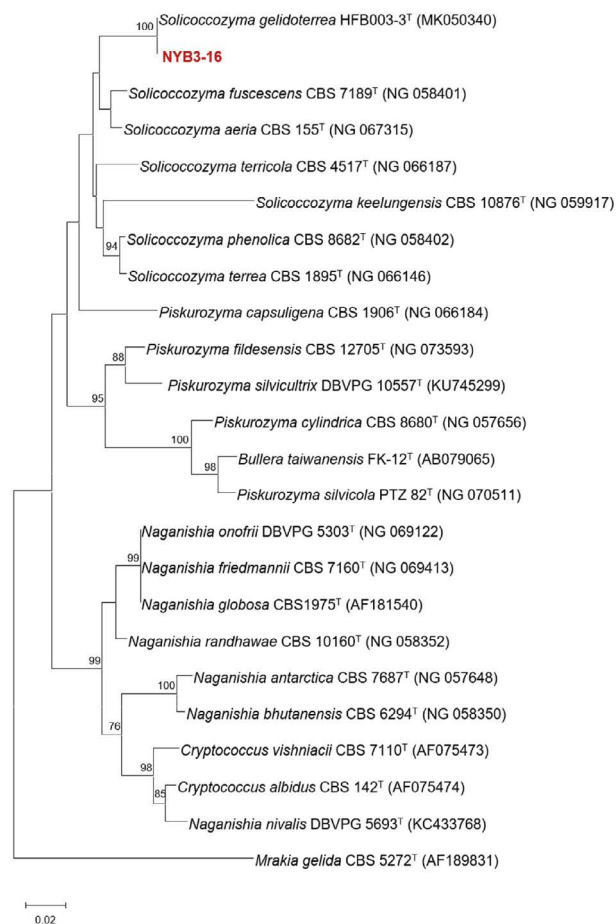 Solicoccozyma gelidoterrea HFB003-3ᵀ (MK050340)
100
NYB3-16
Solicoccozyma fuscescens CBS 7189ᵀ (NG 058401)
Solicoccozyma aeria CBS 155ᵀ (NG 067315)
Solicoccozyma terricola CBS 4517ᵀ (NG 066187)
Solicoccozyma keelungensis CBS 10876ᵀ (NG 059917)
Solicoccozyma phenolica CBS 8682ᵀ (NG 058402)
94
Solicoccozyma terrea CBS 1895ᵀ (NG 066146)
Piskurozyma capsuligena CBS 1906ᵀ (NG 066184)
Piskurozyma fildesensis CBS 12705ᵀ (NG 073593)
88
Piskurozyma silvicultrix DBVPG 10557ᵀ (KU745299)
95
Piskurozyma cylindrica CBS 8680ᵀ (NG 057656)
100
Bullera taiwanensis FK-12ᵀ (AB079065)
98
Piskurozyma silvicola PTZ 82ᵀ (NG 070511)
Naganishia onofrii DBVPG 5303ᵀ (NG 069122)
99
Naganishia friedmannii CBS 7160ᵀ (NG 069413)
Naganishia globosa CBS1975ᵀ (AF181540)
Naganishia randhawae CBS 10160ᵀ (NG 058352)
99
Naganishia antarctica CBS 7687ᵀ (NG 057648)
100
Naganishia bhutanensis CBS 6294ᵀ (NG 058350)
76
Cryptococcus vishniacii CBS 7110ᵀ (AF075473)
98
Cryptococcus albidus CBS 142ᵀ (AF075474)
85
Naganishia nivalis DBVPG 5693ᵀ (KC433768)
Mrakia gelida CBS 5272ᵀ (AF189831)
0.02